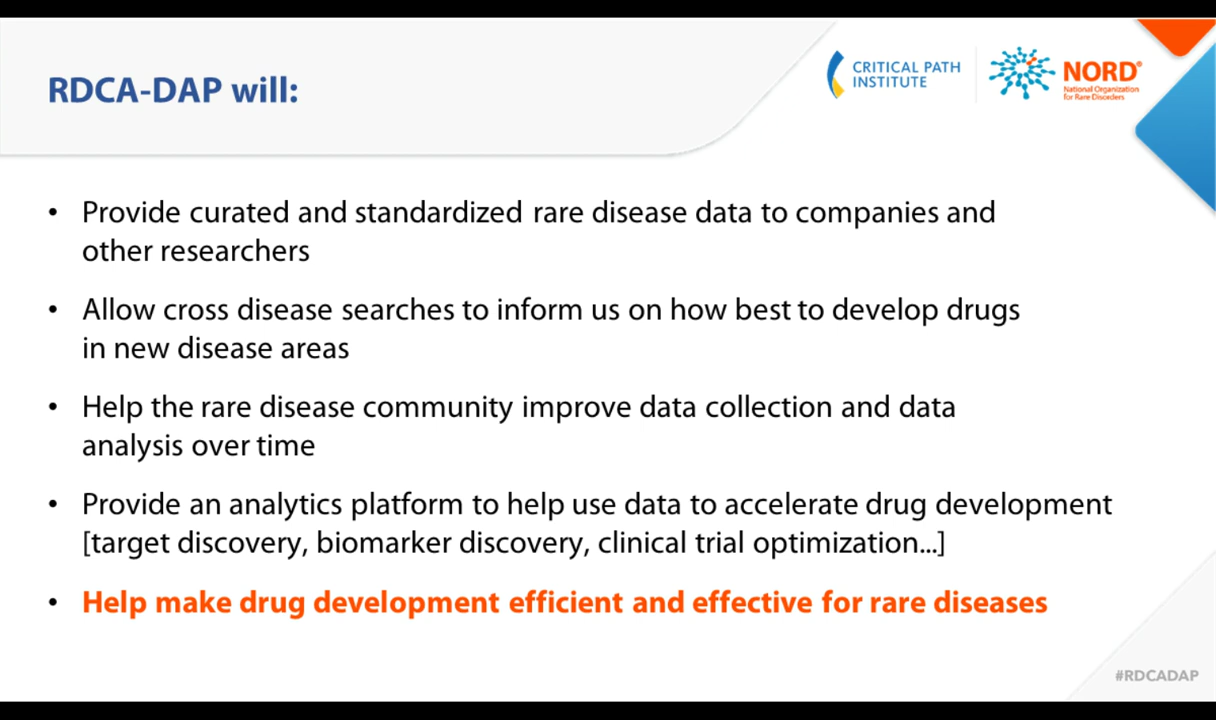 RDCA-DAP will:
CRITICAL PATH
INSTITUTE
NORD®
National Organization
for Rare Disorders
• Provide curated and standardized rare disease data to companies and
other researchers
• Allow cross disease searches to inform us on how best to develop drugs
in new disease areas
• Help the rare disease community improve data collection and data
analysis over time
• Provide an analytics platform to help use data to accelerate drug development
[target discovery, biomarker discovery, clinical trial optimization...]
• Help make drug development efficient and effective for rare diseases
#RDCADAP